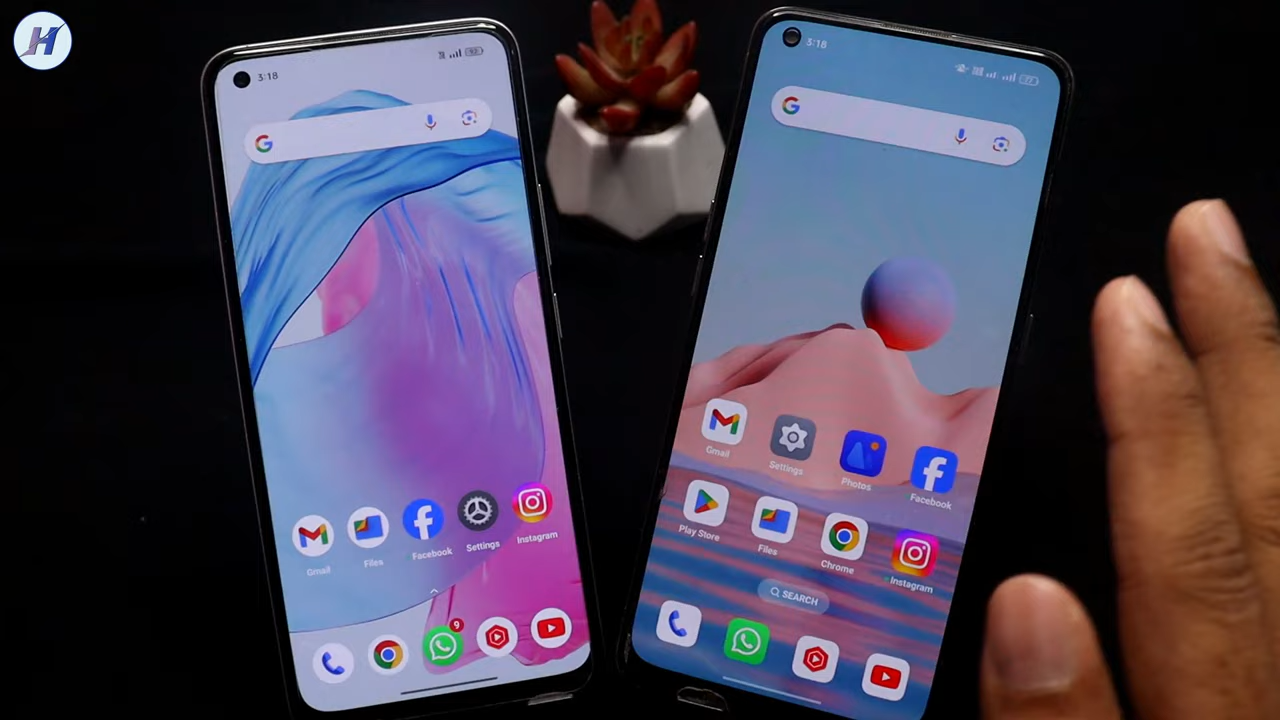 H
3:18
Gmail
Files
Facebook
Settings
Instagram
9
3:18
Gmail
Settings
Photos
Facebook
Play Store
Files
Chrome
Instagram
SEARCH